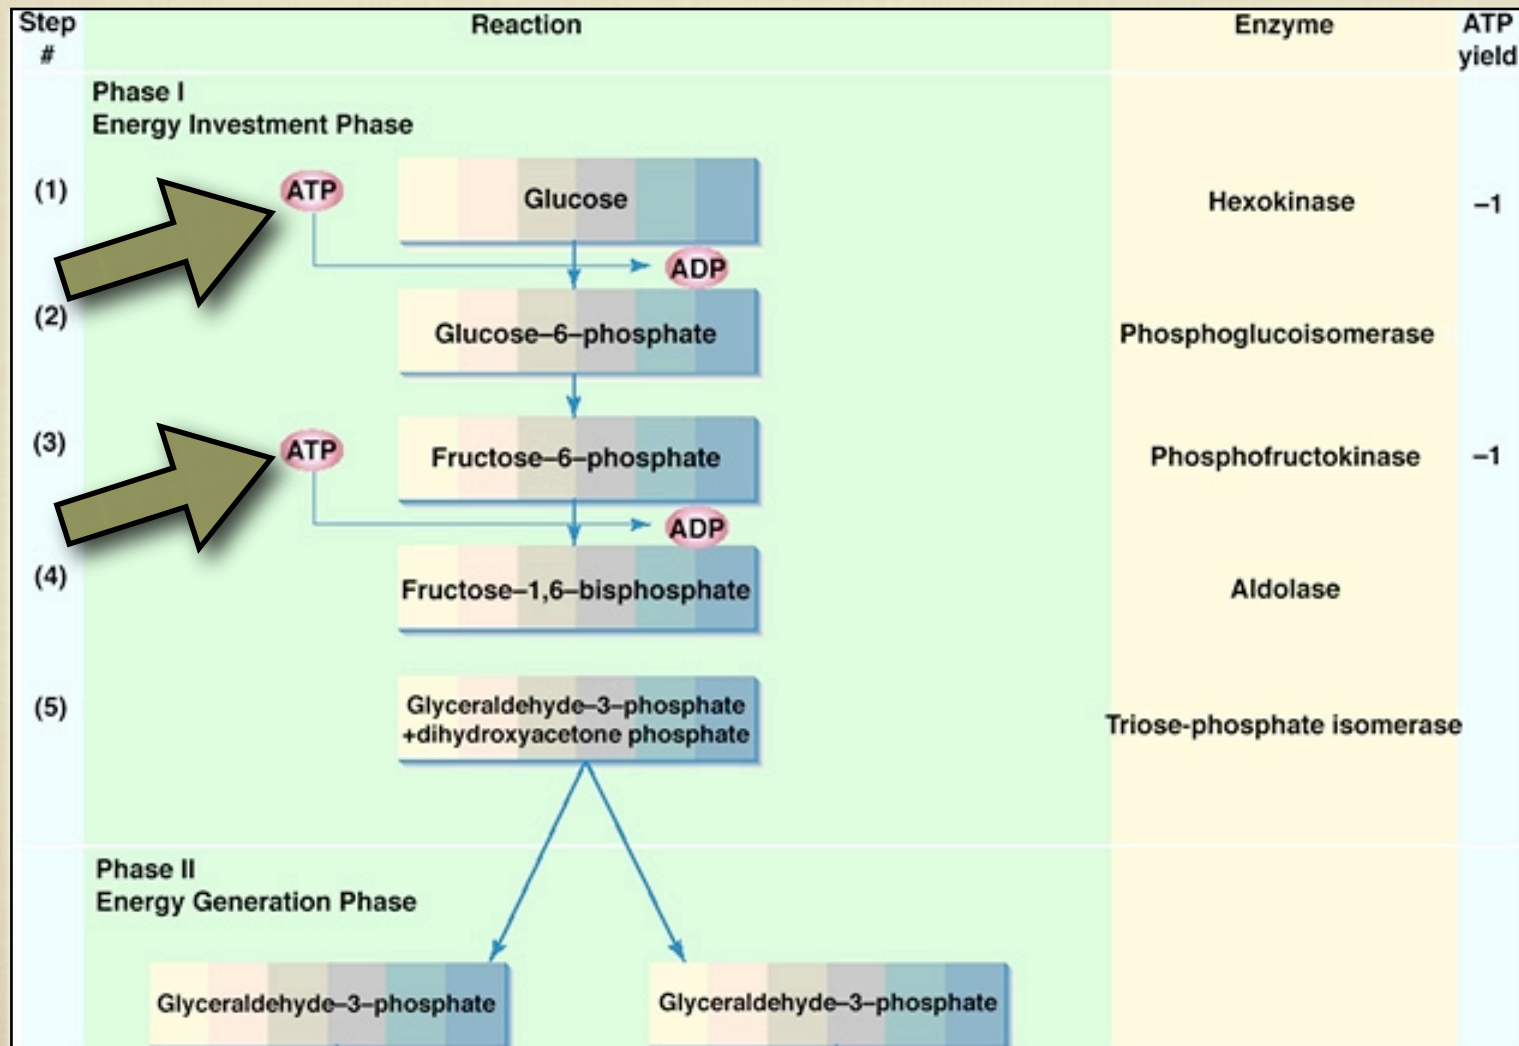 Step
#
Reaction
Enzyme
ATP
yield
Phase I
Energy Investment Phase
(1)
ATP
Glucose
Hexokinase
–1
ADP
(2)
Glucose–6–phosphate
Phosphoglucoisomerase
(3)
ATP
Fructose–6–phosphate
Phosphofructokinase
–1
ADP
(4)
Fructose–1,6–bisphosphate
Aldolase
(5)
Glyceraldehyde–3–phosphate
+dihydroxyacetone phosphate
Triose-phosphate isomerase
Phase II
Energy Generation Phase
Glyceraldehyde–3–phosphate
Glyceraldehyde–3–phosphate